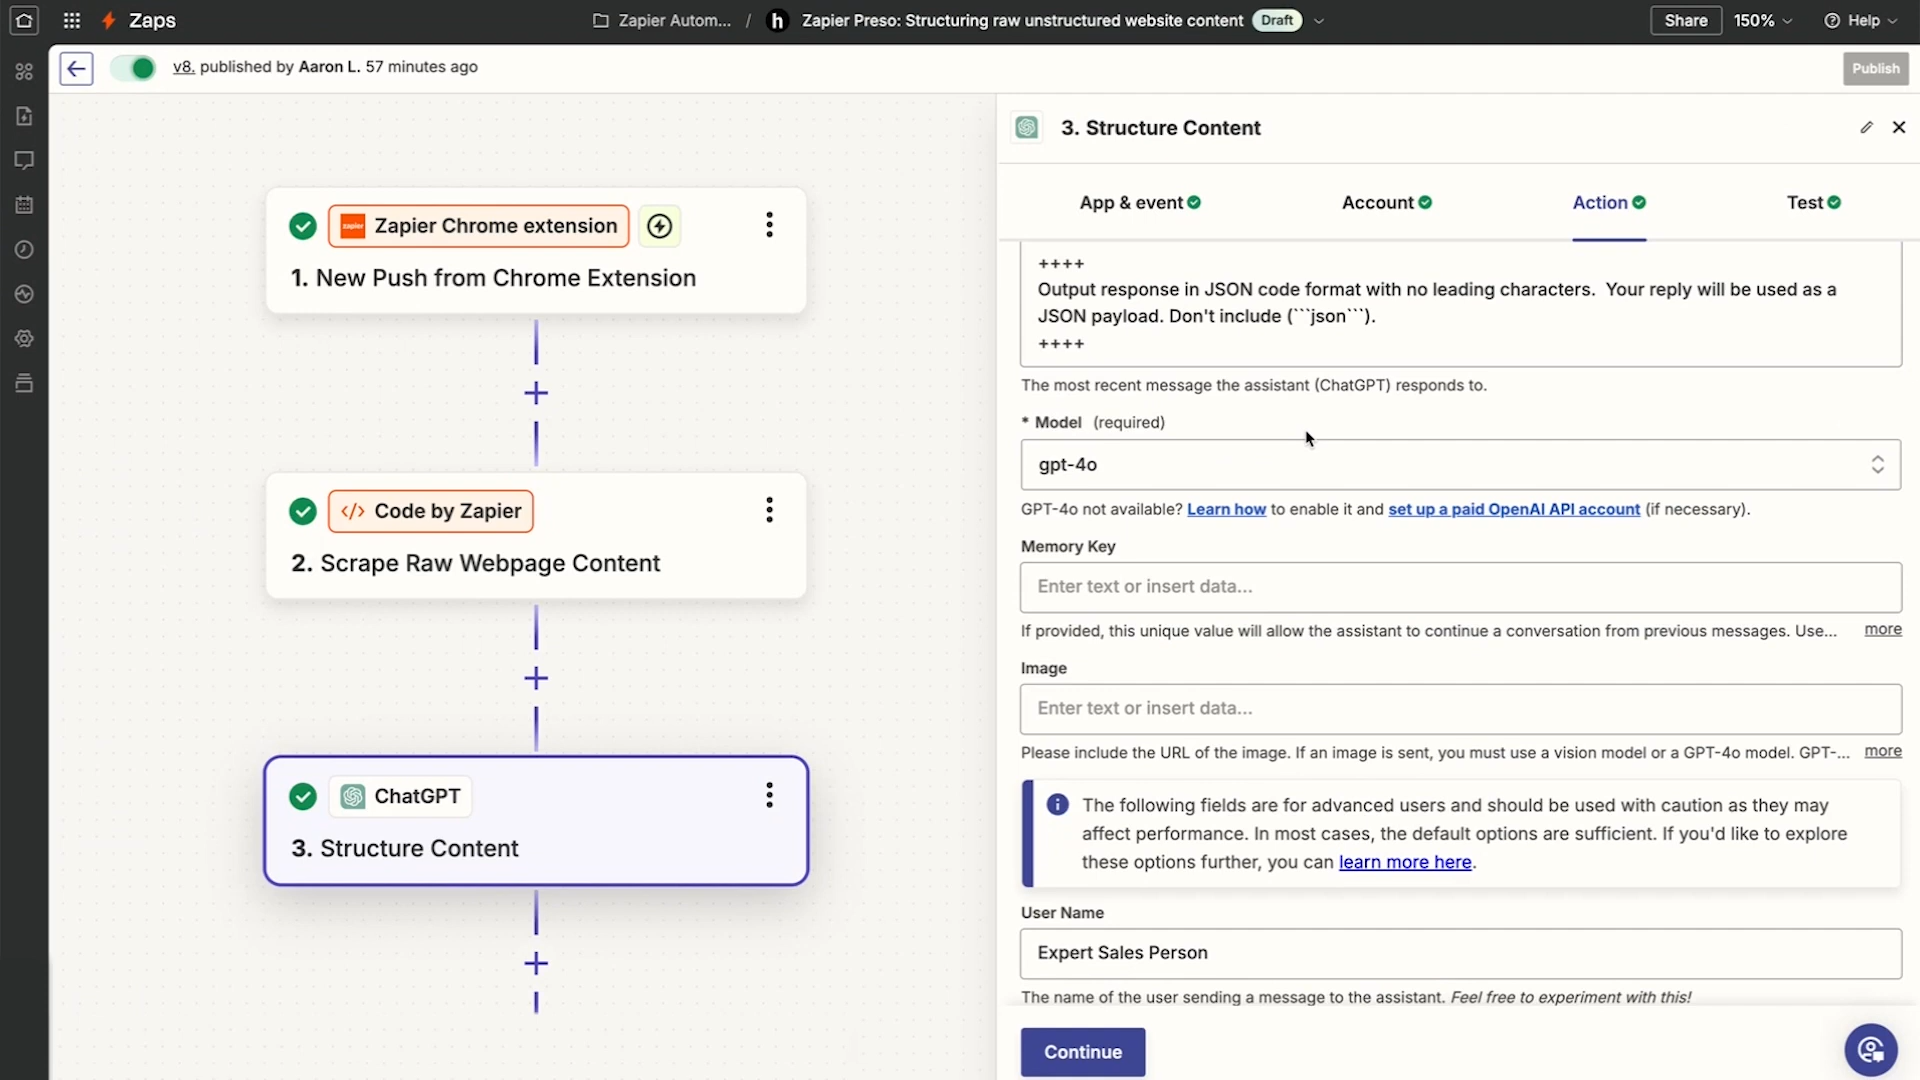 Zaps
Zapier Autom... / h Zapier Preso: Structuring raw unstructured website content Draft
Share 150% Help
v8. published by Aaron L. 57 minutes ago
Publish
zapier Zapier Chrome extension
1. New Push from Chrome Extension
</> Code by Zapier
2. Scrape Raw Webpage Content
ChatGPT
3. Structure Content
3. Structure Content
App & event Account Action Test
++++
Output response in JSON code format with no leading characters.  Your reply will be used as a
JSON payload. Don't include (```json```).
++++
The most recent message the assistant (ChatGPT) responds to.
* Model (required)
gpt-4o
GPT-4o not available? Learn how to enable it and set up a paid OpenAI API account (if necessary).
Memory Key
Enter text or insert data...
If provided, this unique value will allow the assistant to continue a conversation from previous messages. Use... more
Image
Enter text or insert data...
Please include the URL of the image. If an image is sent, you must use a vision model or a GPT-4o model. GPT-... more
The following fields are for advanced users and should be used with caution as they may
affect performance. In most cases, the default options are sufficient. If you'd like to explore
these options further, you can learn more here.
User Name
Expert Sales Person
The name of the user sending a message to the assistant. Feel free to experiment with this!
Continue